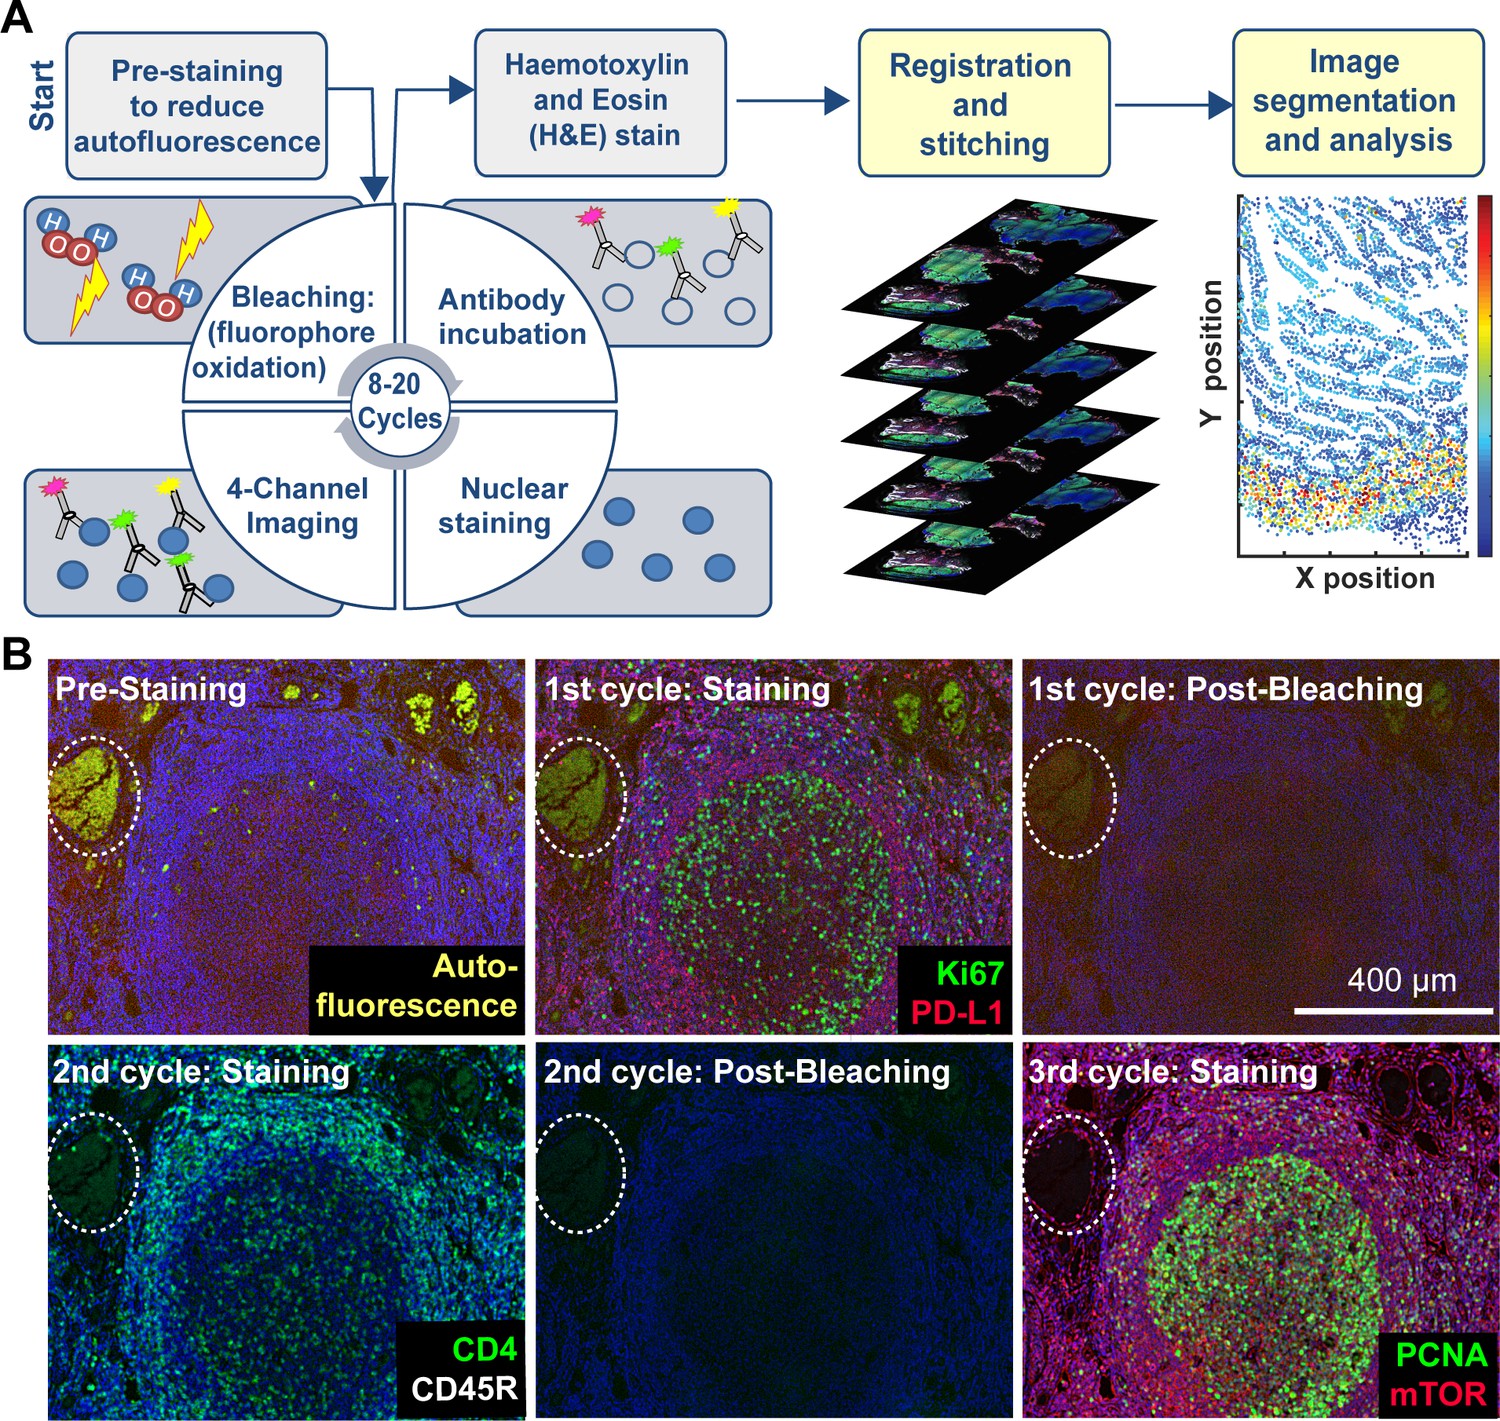 A
Start
Pre-staining
to reduce
autofluorescence
Haemotoxylin
and Eosin
(H&E) stain
Registration
and
stitching
Image
segmentation
and analysis
H
H
O
O
H
H
O
O
Bleaching:
(fluorophore
oxidation)
Antibody
incubation
8-20
Cycles
4-Channel
Imaging
Nuclear
staining
Y position
X position
B
Pre-Staining
Auto-
fluorescence
1st cycle: Staining
Ki67
PD-L1
1st cycle: Post-Bleaching
400 µm
2nd cycle: Staining
CD4
CD45R
2nd cycle: Post-Bleaching
3rd cycle: Staining
PCNA
mTOR